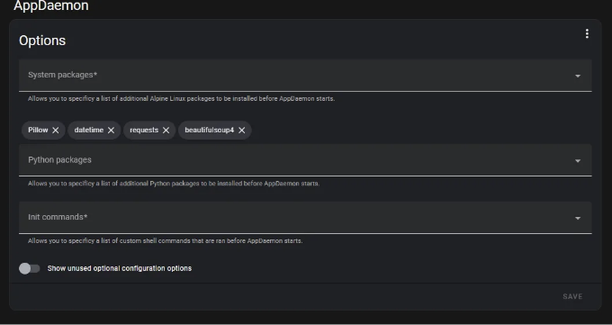 AppDaemon
Options
System packages*
Allows you to specificy a list of additional Alpine Linux packages to be installed before AppDaemon starts.
Pillow datetime requests beautifulsoup4
Python packages
Allows you to specificy a list of additional Python packages to be installed before AppDaemon starts.
Init commands*
Allows you to specificy a list of custom shell commands that are ran before AppDaemon starts.
Show unused optional configuration options
SAVE